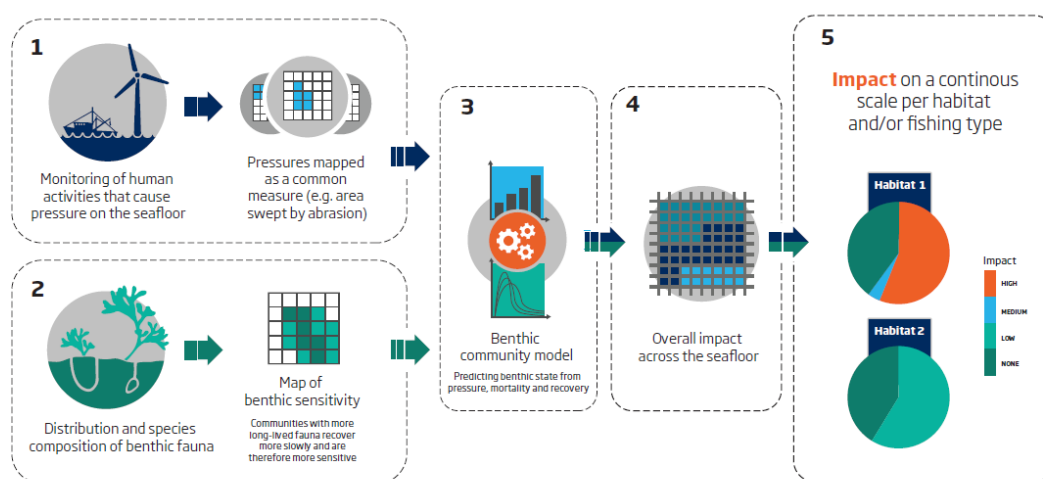 1
Monitoring of human
activities that cause
pressure on the seafloor
Pressures mapped
as a common
measure (e.g. area
swept by abrasion)
2
Distribution and species
composition of benthic fauna
Map of
benthic sensitivity
Communities with more
long-lived fauna recover
more slowly and are
therefore more sensitive
3
Benthic
community model
Predicting benthic state from
pressure, mortality and recovery
4
Overall impact
across the seafloor
5
Impact on a continous
scale per habitat
and/or fishing type
Habitat 1
Habitat 2
Impact
HIGH
MEDIUM
LOW
NONE